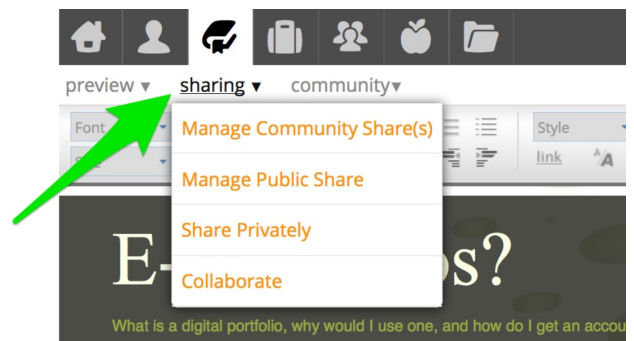 preview ▾ sharing ▾ community ▾
Font Style
Manage Community Share(s)
link
Manage Public Share
Share Privately
Collaborate
E- s?
What is a digital portfolio, why would I use one, and how do I get an accou